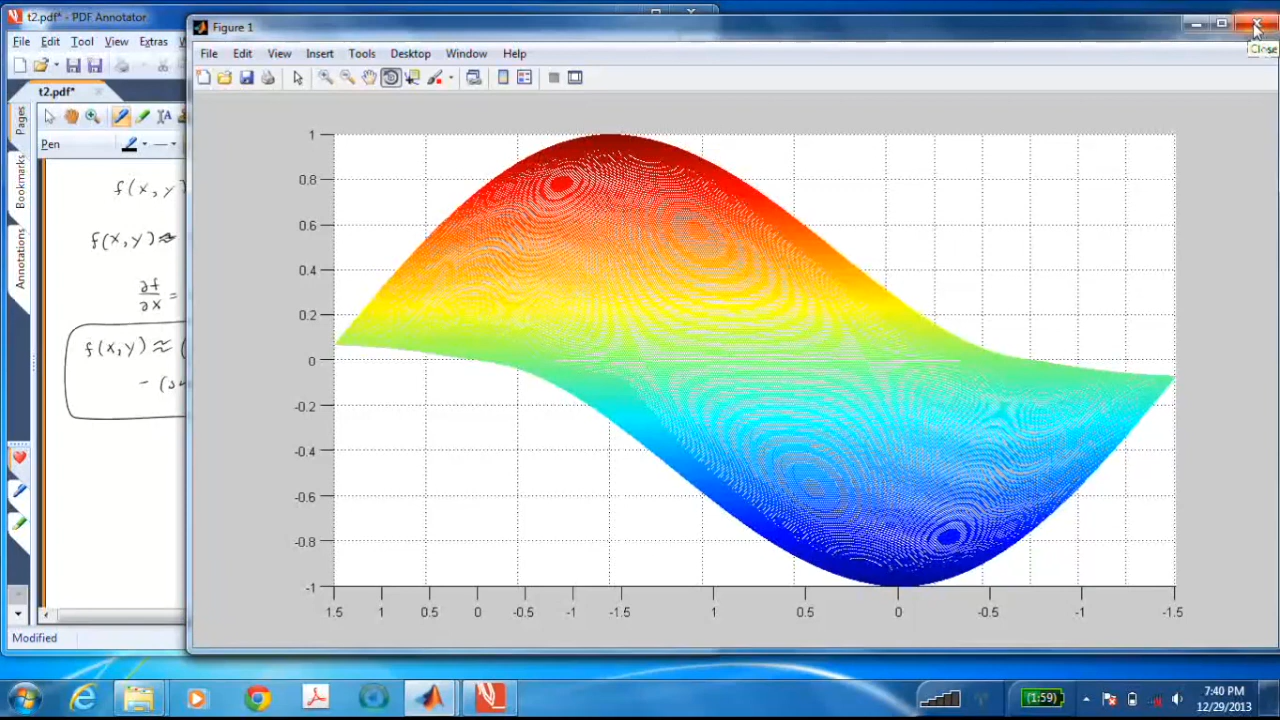 t2.pdf* - PDF Annotator
File Edit Tool View Extras
t2.pdf*
Pen
Pages
Bookmarks
Annotations
f(x,y)
f(x,y)
∂f
∂x =
f(x,y) ≈ (
Modified
Figure 1
File Edit View Insert Tools Desktop Window Help
Close
1
0.8
0.6
0.4
0.2
0
-0.2
-0.4
-0.6
-0.8
-1
1.5 1 0.5 0 -0.5 -1 -1.5 1 0.5 0 -0.5 -1 -1.5
(1:59)
7:40 PM
12/29/2013